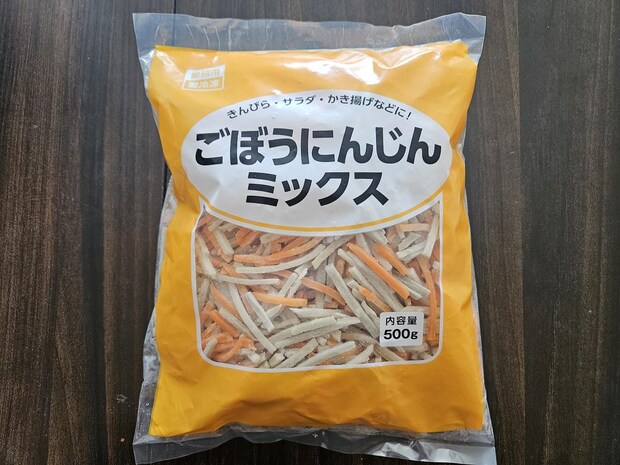 きんぴら・サラダ・かき揚げなどに!
ごぼうにんじん
ミックス
内容量
500g